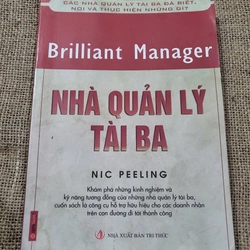 CÁC NHÀ QUẢN LÝ TÀI BA ĐÃ BIẾT,
NÓI VÀ THỰC HIỆN NHỮNG GÌ?
Brilliant Manager
NHÀ QUẢN LÝ
TÀI BA
NIC PEELING
Khám phá những kinh nghiệm và
kỹ năng tương đồng của những nhà quản lý tài ba,
cuốn sách là công cụ hỗ trợ hữu hiệu cho các doanh nhân
trên con đường đi tới thành công
NHÀ XUẤT BẢN TRI THỨC